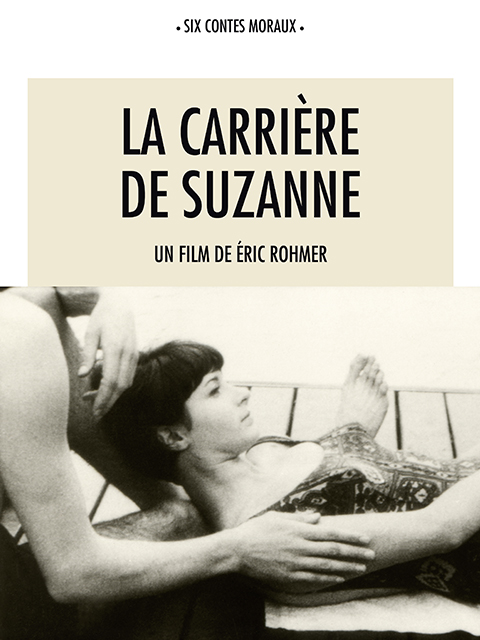 • SIX CONTES MORAUX •
LA CARRIÈRE
DE SUZANNE
UN FILM DE ÉRIC ROHMER